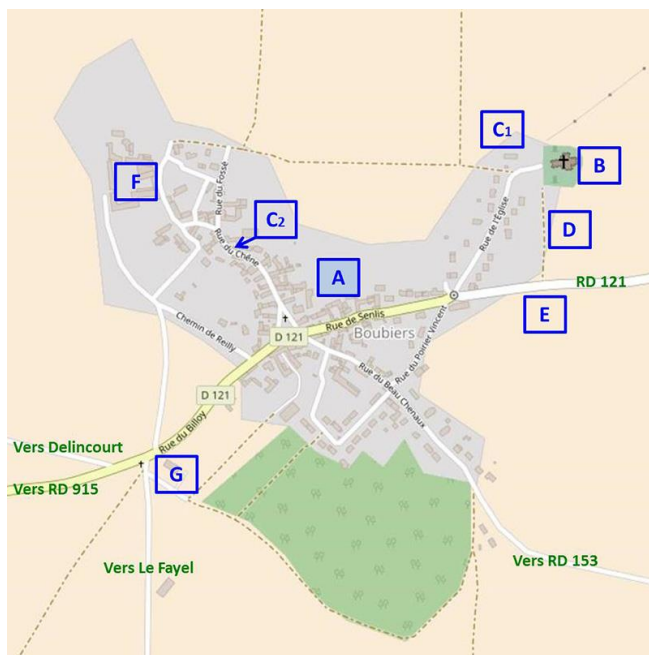 C1
B
F
Rue du Fossé
C2
Rue de l'Église
D
Rue du Chêne
A
RD 121
E
Rue de Senlis
Boubiers
D 121
Chemin de Reilly
Rue du Poirier Vincent
Rue du Beau Chenaux
D 121
Rue du Billoy
Vers Delincourt
G
Vers RD 915
Vers Le Fayel
Vers RD 153